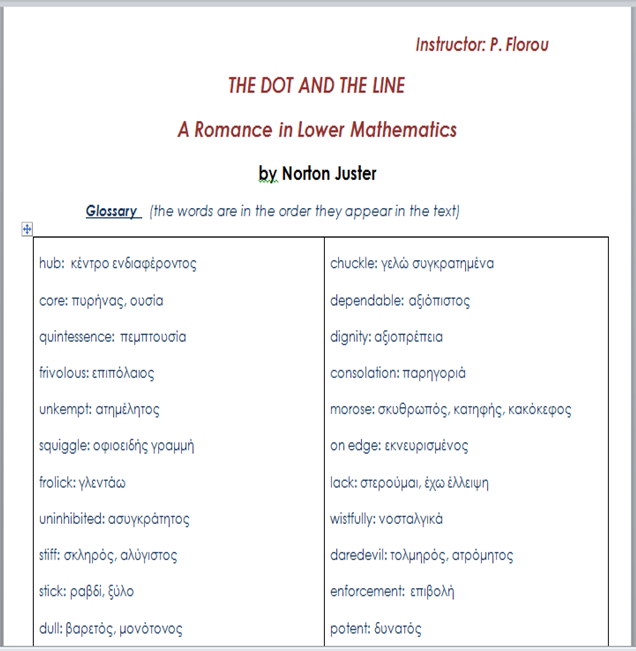 Instructor: P. Florou
THE DOT AND THE LINE
A Romance in Lower Mathematics
by Norton Juster
Glossary (the words are in the order they appear in the text)
hub: κέντρο ενδιαφέροντος
core: πυρήνας, ουσία
quintessence: πεμπτουσία
frivolous: επιπόλαιος
unkempt: ατημέλητος
squiggle: οφιοειδής γραμμή
frolick: γλεντάω
uninhibited: ασυγκράτητος
stiff: σκληρός, αλύγιστος
stick: ραβδί, ξύλο
dull: βαρετός, μονότονος
chuckle: γελώ συγκρατημένα
dependable: αξιόπιστος
dignity: αξιοπρέπεια
consolation: παρηγοριά
morose: σκυθρωπός, κατηφής, κακόκεφος
on edge: εκνευρισμένος
lack: στερούμαι, έχω έλλειψη
wistfully: νοσταλγικά
daredevil: τολμηρός, ατρόμητος
enforcement: επιβολή
potent: δυνατός